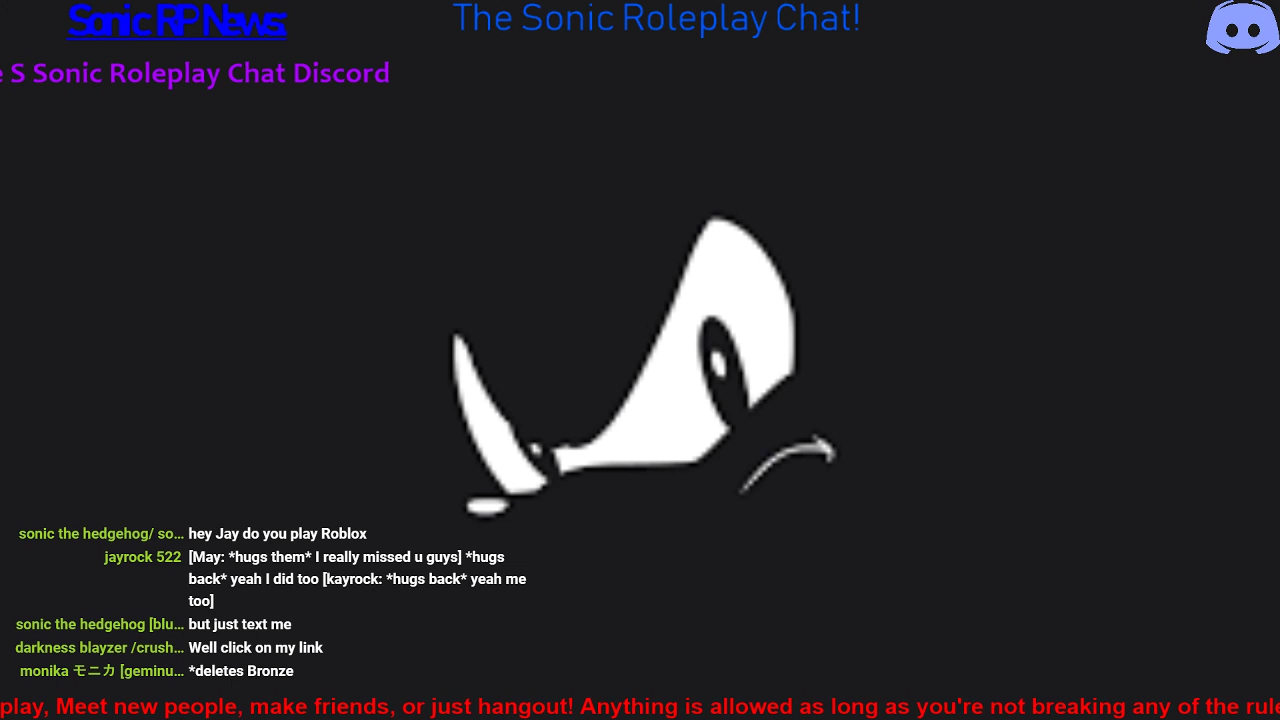 Sonic RP News:
The Sonic Roleplay Chat!
e S Sonic Roleplay Chat Discord
sonic the hedgehog/ so… hey Jay do you play Roblox
jayrock 522 [May: *hugs them* I really missed u guys] *hugs
back* yeah I did too [kayrock: *hugs back* yeah me
too]
sonic the hedgehog [blu… but just text me
darkness blayzer /crush… Well click on my link
monika モニカ [geminu… *deletes Bronze
play, Meet new people, make friends, or just hangout! Anything is allowed as long as you're not breaking any of the rule